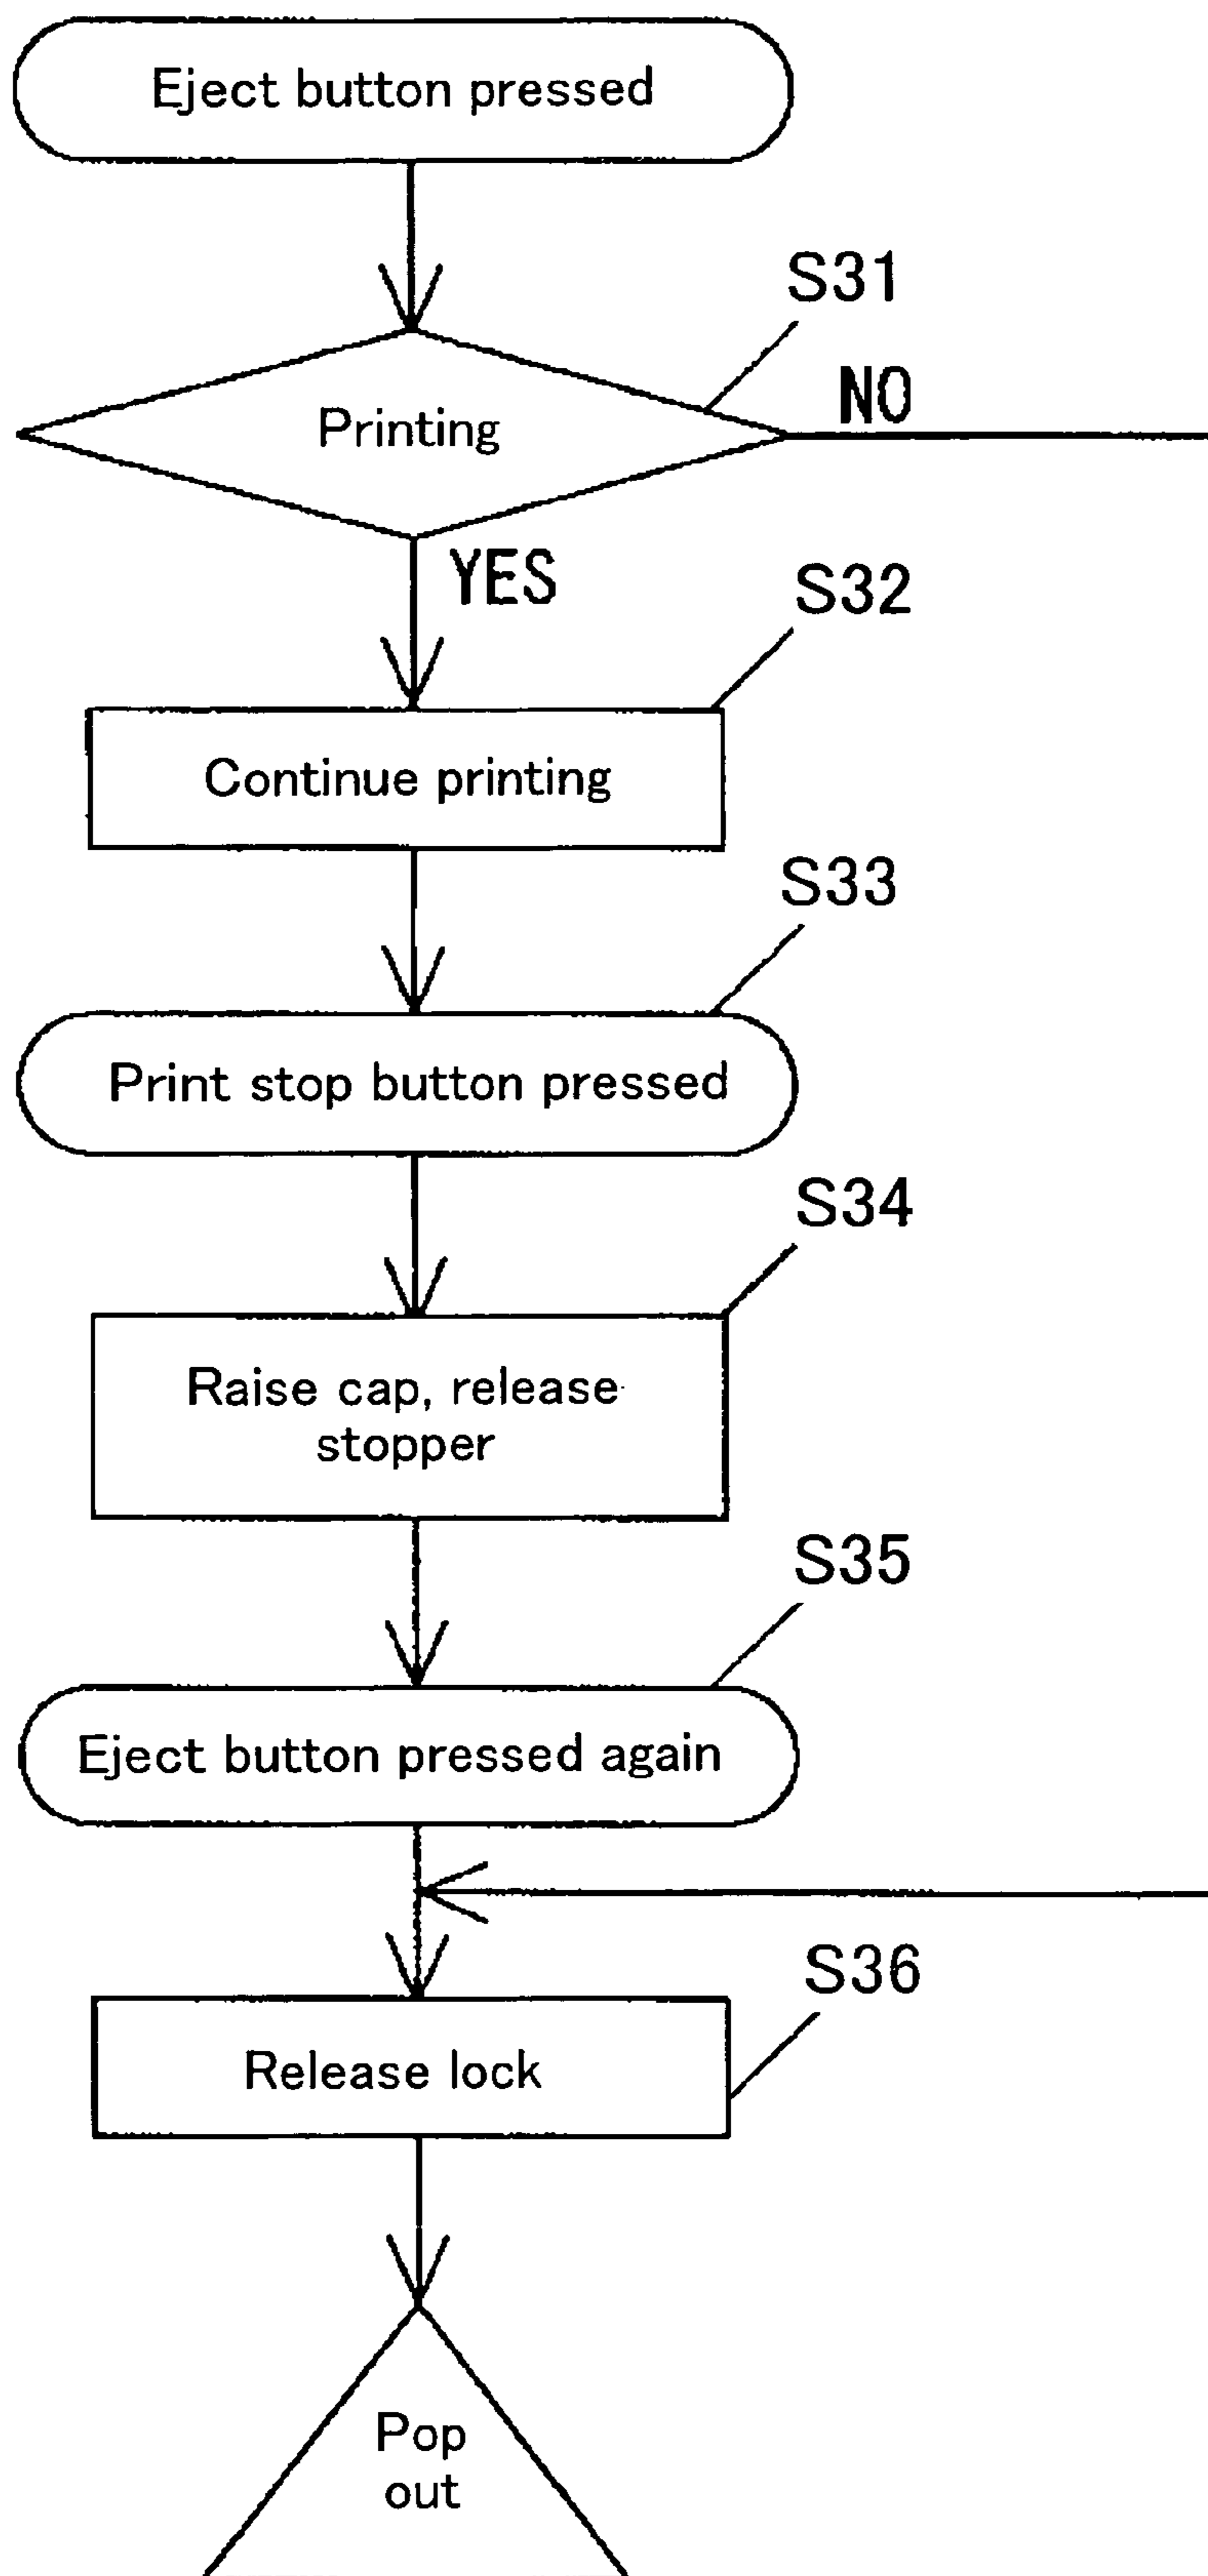 Eject button pressed
S31
Printing
NO
YES
S32
Continue printing
S33
Print stop button pressed
S34
Raise cap, release
stopper
S35
Eject button pressed again
S36
Release lock
Pop
out